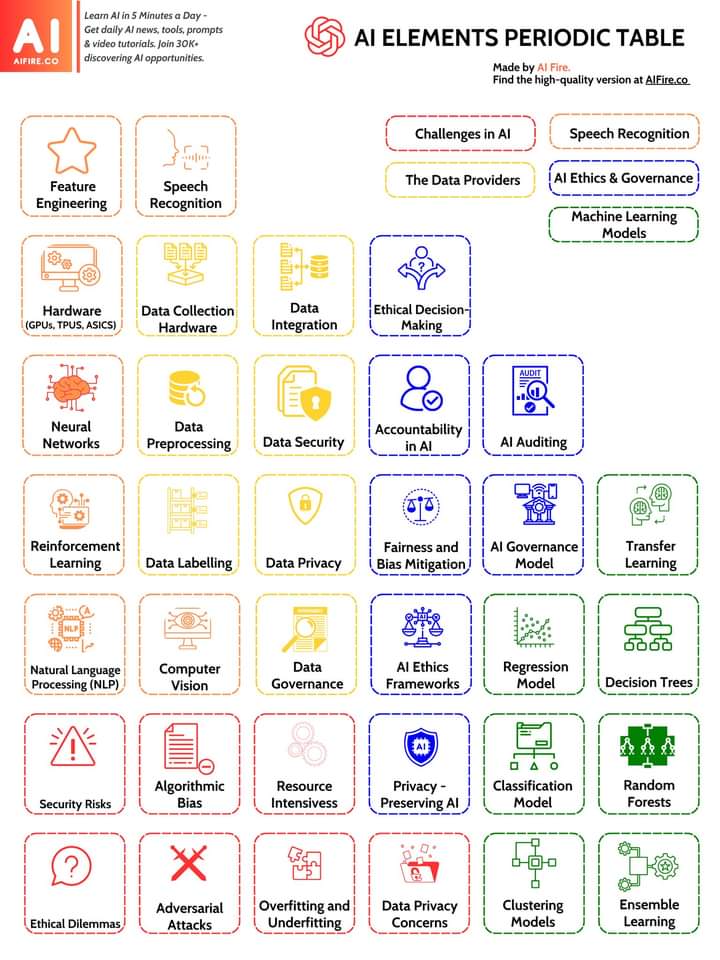 AI
AIFIRE.CO
Learn AI in 5 Minutes a Day -
Get daily AI news, tools, prompts
& video tutorials. Join 30K+
discovering AI opportunities.
AI ELEMENTS PERIODIC TABLE
Made by AI Fire.
Find the high-quality version at AIFire.co
Challenges in AI
Speech Recognition
The Data Providers
AI Ethics & Governance
Machine Learning
Models
Feature
Engineering
Speech
Recognition
Hardware
(GPUs, TPUS, ASICS)
Data Collection
Hardware
Data
Integration
?
Ethical Decision-
Making
Neural
Networks
Data
Preprocessing
Data Security
Accountability
in AI
AUDIT
AI Auditing
Reinforcement
Learning
Data Labelling
Data Privacy
Fairness and
Bias Mitigation
AI Governance
Model
Transfer
Learning
A
NLP
Natural Language
Processing (NLP)
Computer
Vision
Data
Governance
AI
AI Ethics
Frameworks
Regression
Model
Decision Trees
Security Risks
Algorithmic
Bias
Resource
Intensivess
AI
Privacy -
Preserving AI
Classification
Model
Random
Forests
?
Ethical Dilemmas
Adversarial
Attacks
Overfitting and
Underfitting
Data Privacy
Concerns
Clustering
Models
Ensemble
Learning